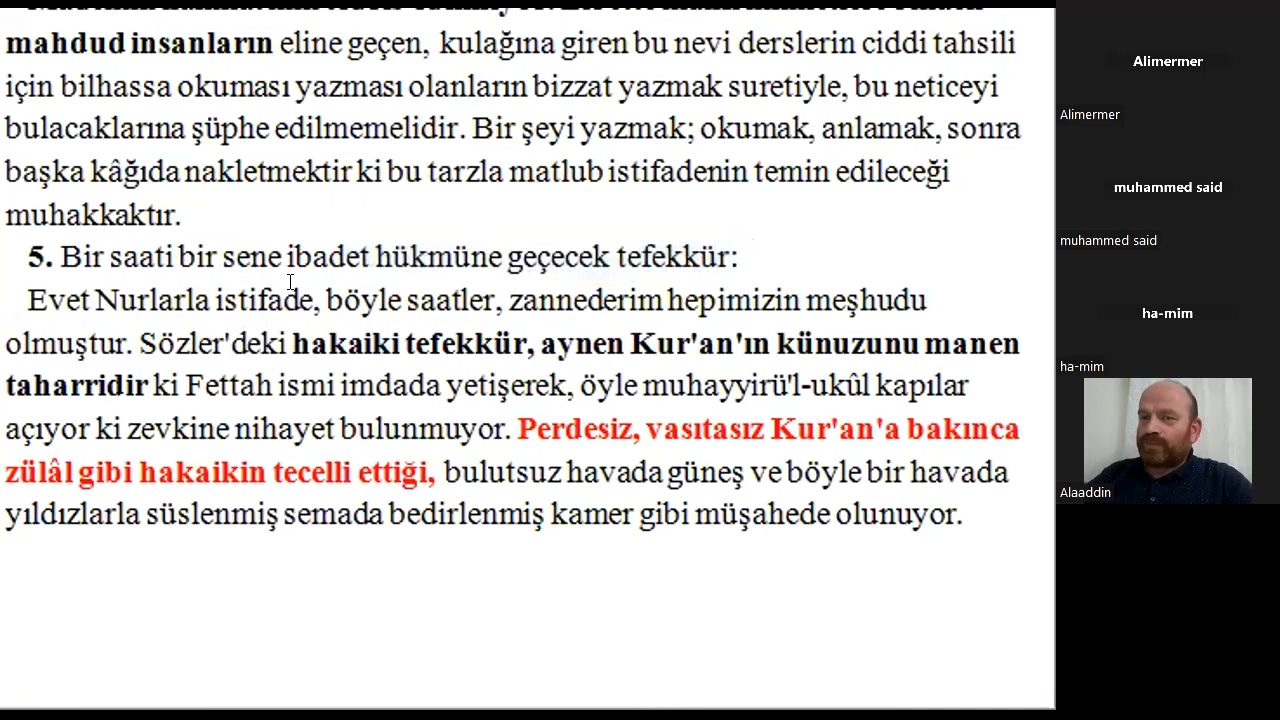 mahdud insanların eline geçen, kulağına giren bu nevi derslerin ciddi tahsili
için bilhassa okuması yazması olanların bizzat yazmak suretiyle, bu neticeyi
bulacaklarına şüphe edilmemelidir. Bir şeyi yazmak; okumak, anlamak, sonra
başka kâğıda nakletmektir ki bu tarzla matlub istifadenin temin edileceği
muhakkaktır.
5. Bir saati bir sene ibadet hükmüne geçecek tefekkür:
Evet Nurlarla istifade, böyle saatler, zannederim hepimizin meşhudu
olmuştur. Sözler'deki hakaiki tefekkür, aynen Kur'an'ın künuzunu manen
taharridir ki Fettah ismi imdada yetişerek, öyle muhayyirü'l-ukûl kapılar
açıyor ki zevkine nihayet bulunmuyor. Perdesiz, vasıtasız Kur'an'a bakınca
zülâl gibi hakaikin tecelli ettiği, bulutsuz havada güneş ve böyle bir havada
yıldızlarla süslenmiş semada bedirlenmiş kamer gibi müşahede olunuyor.
Alimermer
Alimermer
muhammed said
muhammed said
ha-mim
ha-mim
Alaaddin